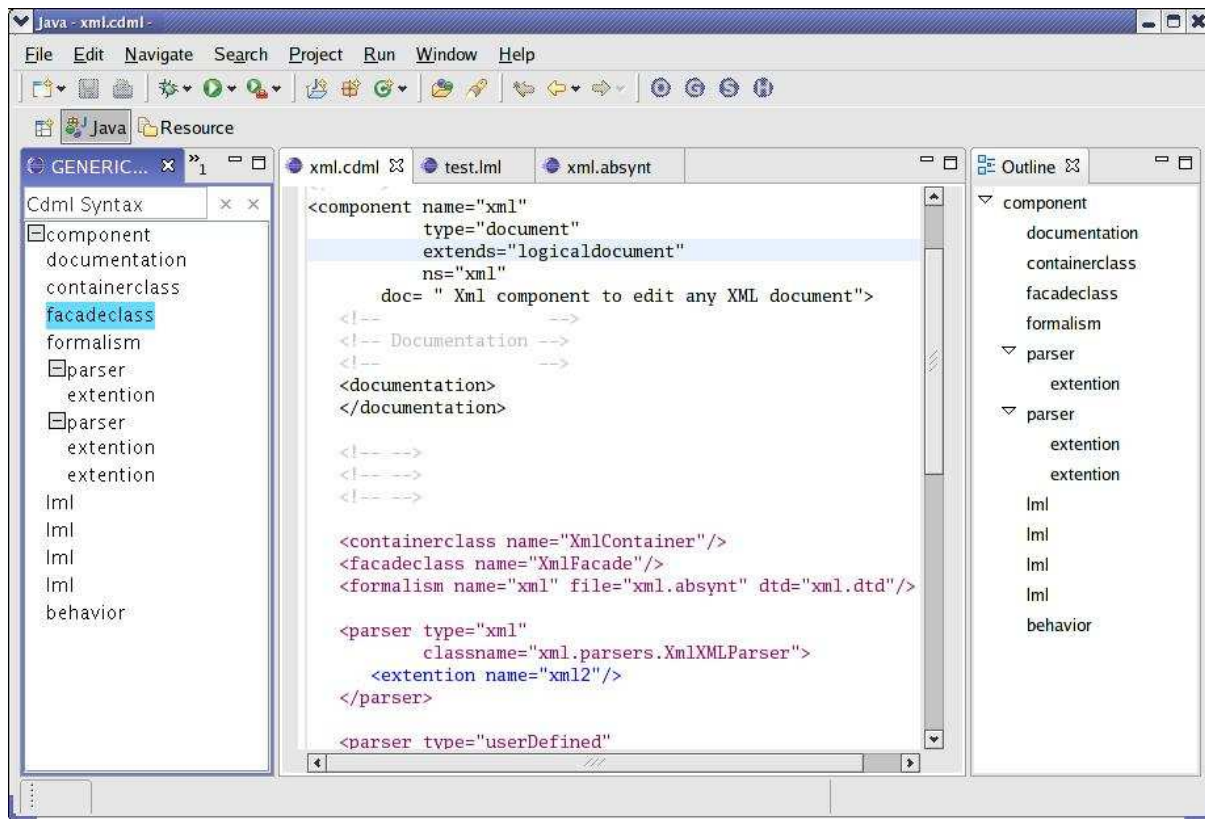 Java - xml.cdml -
File Edit Navigate Search Project Run Window Help
Java Resource
GENERIC... »1
Cdml Syntax
component
documentation
containerclass
facadeclass
formalism
parser
extention
parser
extention
extention
lml
lml
lml
lml
behavior
xml.cdml test.lml xml.absynt
<component name="xml"
type="document"
extends="logicaldocument"
ns="xml"
doc= " Xml component to edit any XML document">
<!-- -->
<!-- Documentation -->
<!-- -->
<documentation>
</documentation>
<!-- -->
<!-- -->
<!-- -->
<containerclass name="XmlContainer"/>
<facadeclass name="XmlFacade"/>
<formalism name="xml" file="xml.absynt" dtd="xml.dtd"/>
<parser type="xml"
classname="xml.parsers.XmlXMLParser">
<extention name="xml2"/>
</parser>
<parser type="userDefined"
Outline
component
documentation
containerclass
facadeclass
formalism
parser
extention
parser
extention
extention
lml
lml
lml
lml
behavior